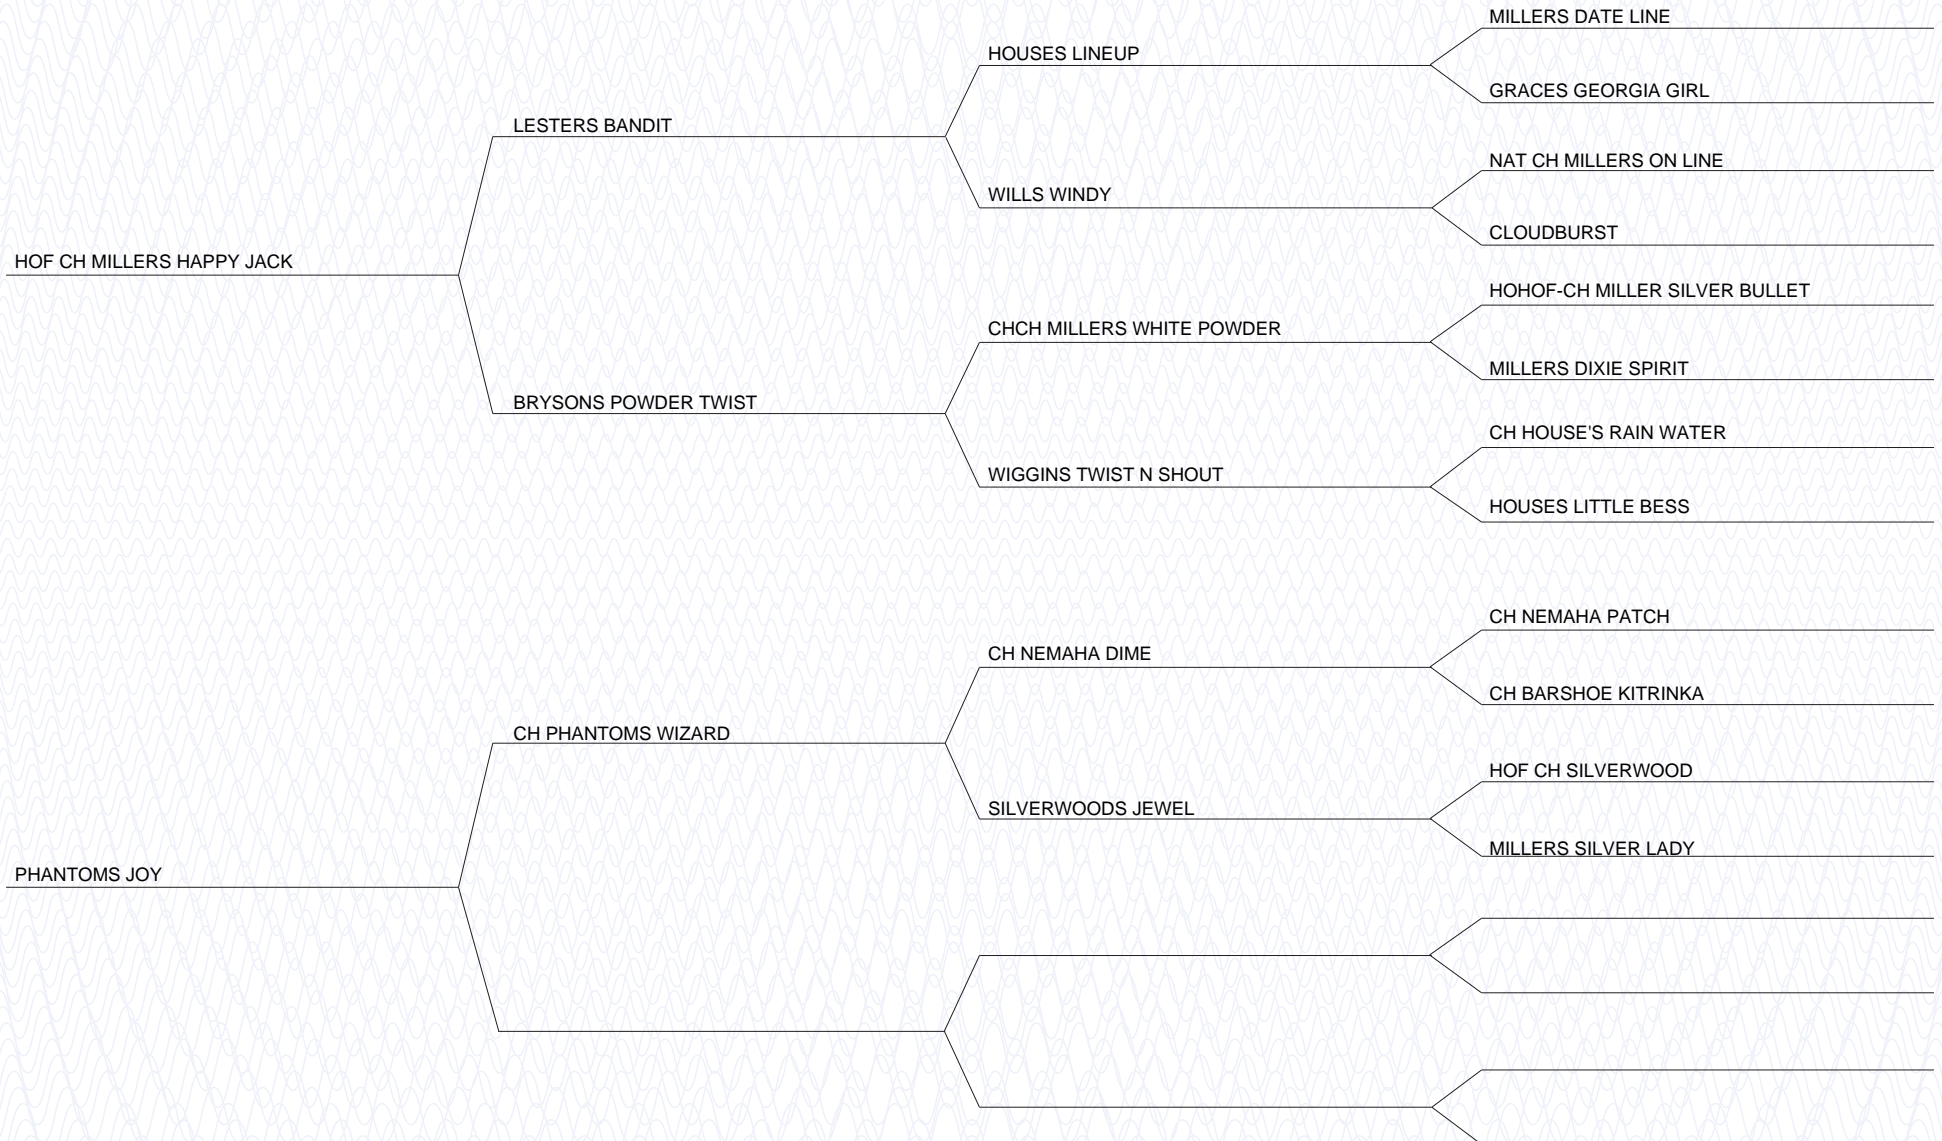 MILLERS DATE LINE
HOUSES LINEUP
GRACES GEORGIA GIRL
LESTERS BANDIT
NAT CH MILLERS ON LINE
WILLS WINDY
CLOUDBURST
HOF CH MILLERS HAPPY JACK
HOHOF-CH MILLER SILVER BULLET
CHCH MILLERS WHITE POWDER
MILLERS DIXIE SPIRIT
BRYSONS POWDER TWIST
CH HOUSE'S RAIN WATER
WIGGINS TWIST N SHOUT
HOUSES LITTLE BESS
CH NEMAHA PATCH
CH NEMAHA DIME
CH BARSHOE KITRINKA
CH PHANTOMS WIZARD
HOF CH SILVERWOOD
SILVERWOODS JEWEL
MILLERS SILVER LADY
PHANTOMS JOY